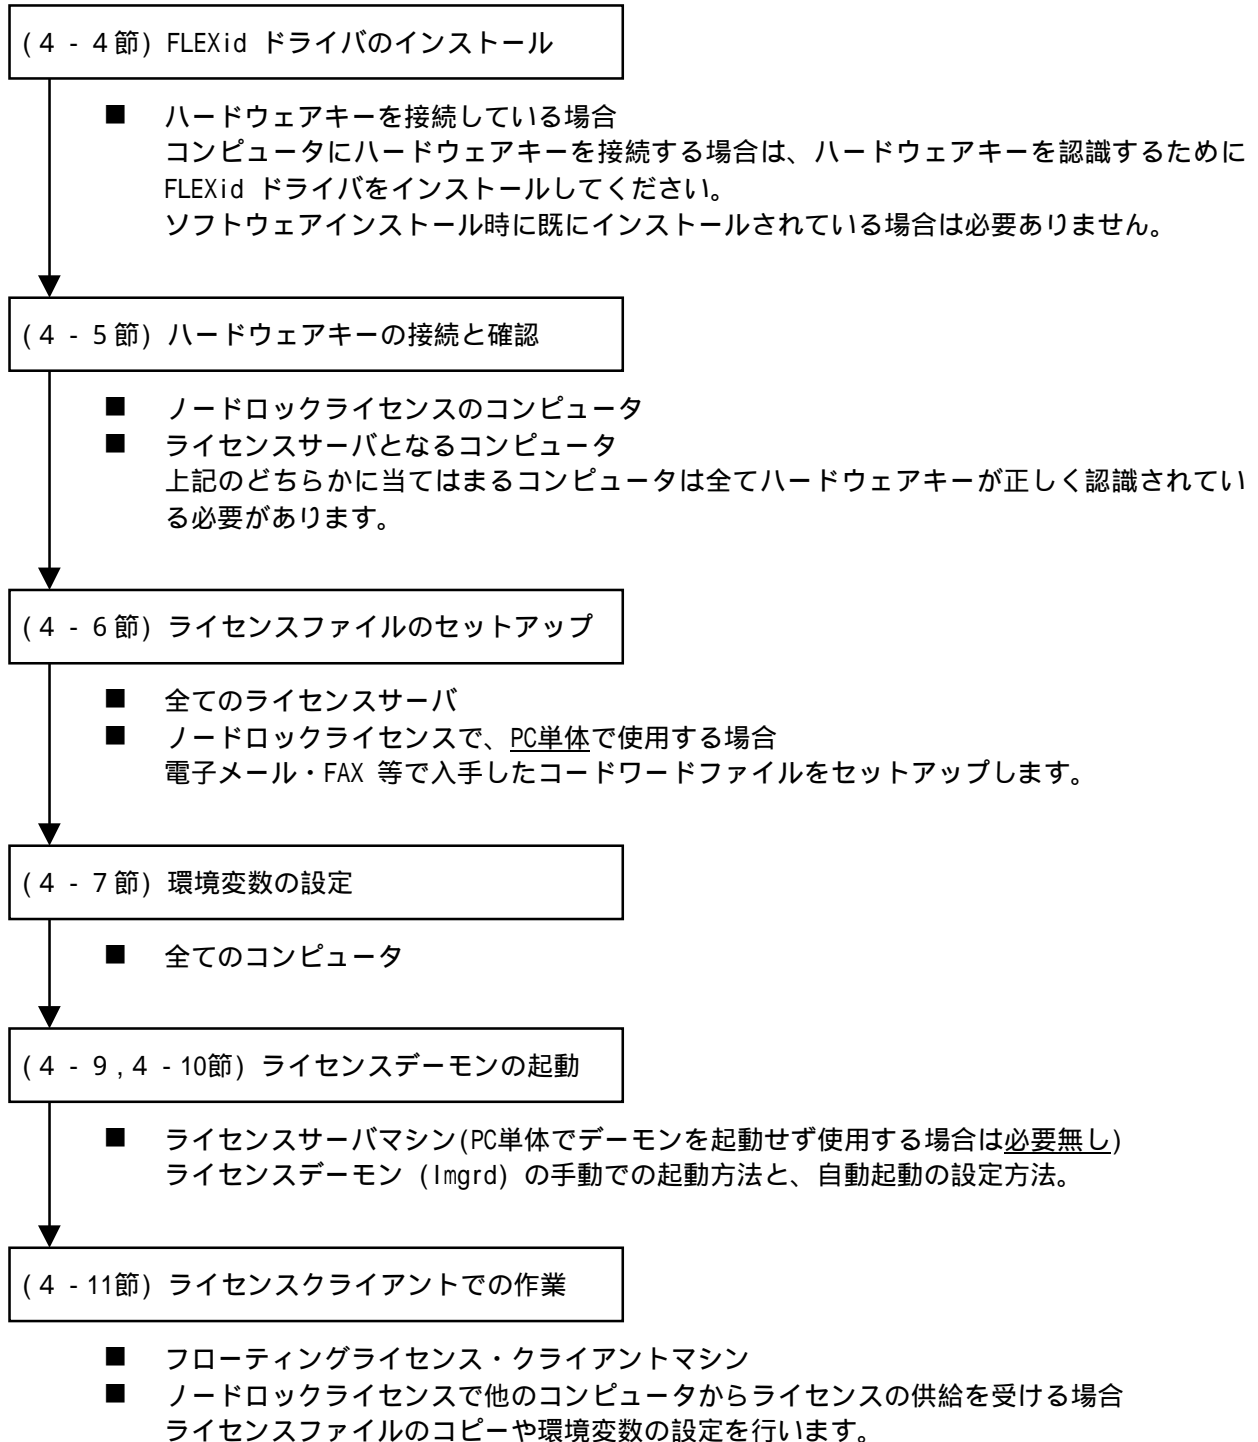 (４-４節) FLEXid ドライバのインストール
■ ハードウェアキーを接続している場合
コンピュータにハードウェアキーを接続する場合は、ハードウェアキーを認識するために
FLEXid ドライバをインストールしてください。
ソフトウェアインストール時に既にインストールされている場合は必要ありません。
(４-５節) ハードウェアキーの接続と確認
■ ノードロックライセンスのコンピュータ
■ ライセンスサーバとなるコンピュータ
上記のどちらかに当てはまるコンピュータは全てハードウェアキーが正しく認識されてい
る必要があります。
(４-６節) ライセンスファイルのセットアップ
■ 全てのライセンスサーバ
■ ノードロックライセンスで、PC単体で使用する場合
電子メール・FAX 等で入手したコードワードファイルをセットアップします。
(４-７節) 環境変数の設定
■ 全てのコンピュータ
(４-９,４-10節) ライセンスデーモンの起動
■ ライセンスサーバマシン(PC単体でデーモンを起動せず使用する場合は必要無し)
ライセンスデーモン (lmgrd) の手動での起動方法と、自動起動の設定方法。
(４-11節) ライセンスクライアントでの作業
■ フローティングライセンス・クライアントマシン
■ ノードロックライセンスで他のコンピュータからライセンスの供給を受ける場合
ライセンスファイルのコピーや環境変数の設定を行います。